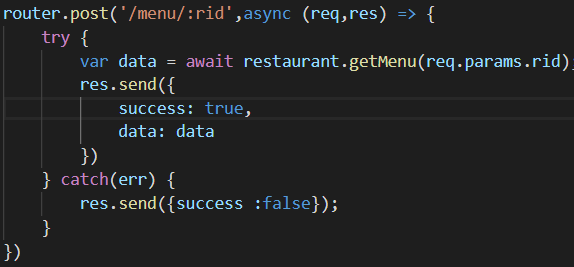 router.post('/menu/:rid',async (req,res) => {
    try {
        var data = await restaurant.getMenu(req.params.rid);
        res.send({
            success: true,
            data: data
        })
    } catch(err) {
        res.send({success :false});
    }
})